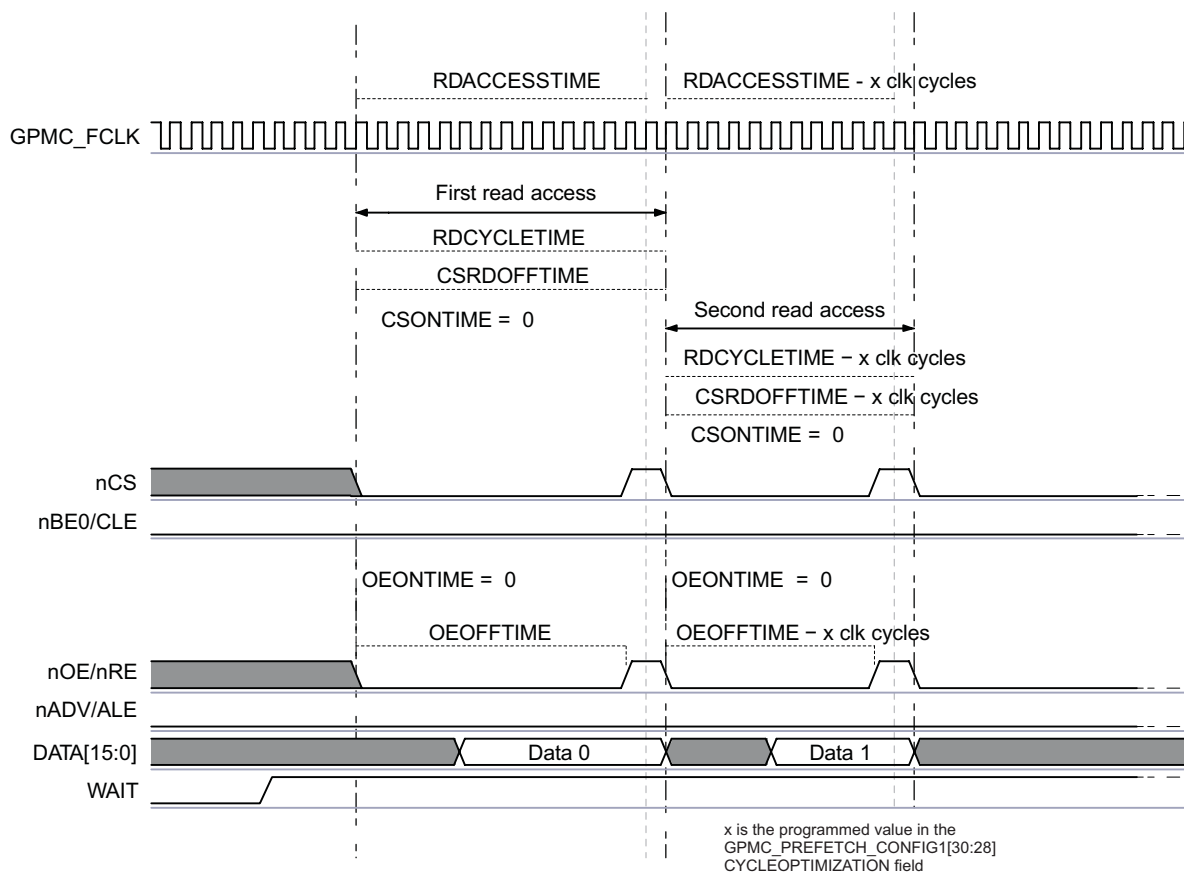 RDACCESSTIME
RDACCESSTIME - x clk cycles
GPMC_FCLK
First read access
RDCYCLETIME
CSRDOFFTIME
CSONTIME = 0
Second read access
RDCYCLETIME − x clk cycles
CSRDOFFTIME − x clk cycles
CSONTIME = 0
nCS
nBE0/CLE
OEONTIME = 0
OEONTIME = 0
OEOFFTIME
OEOFFTIME − x clk cycles
nOE/nRE
nADV/ALE
DATA[15:0]
Data 0
Data 1
WAIT
x is the programmed value in the
GPMC_PREFETCH_CONFIG1[30:28]
CYCLEOPTIMIZATION field